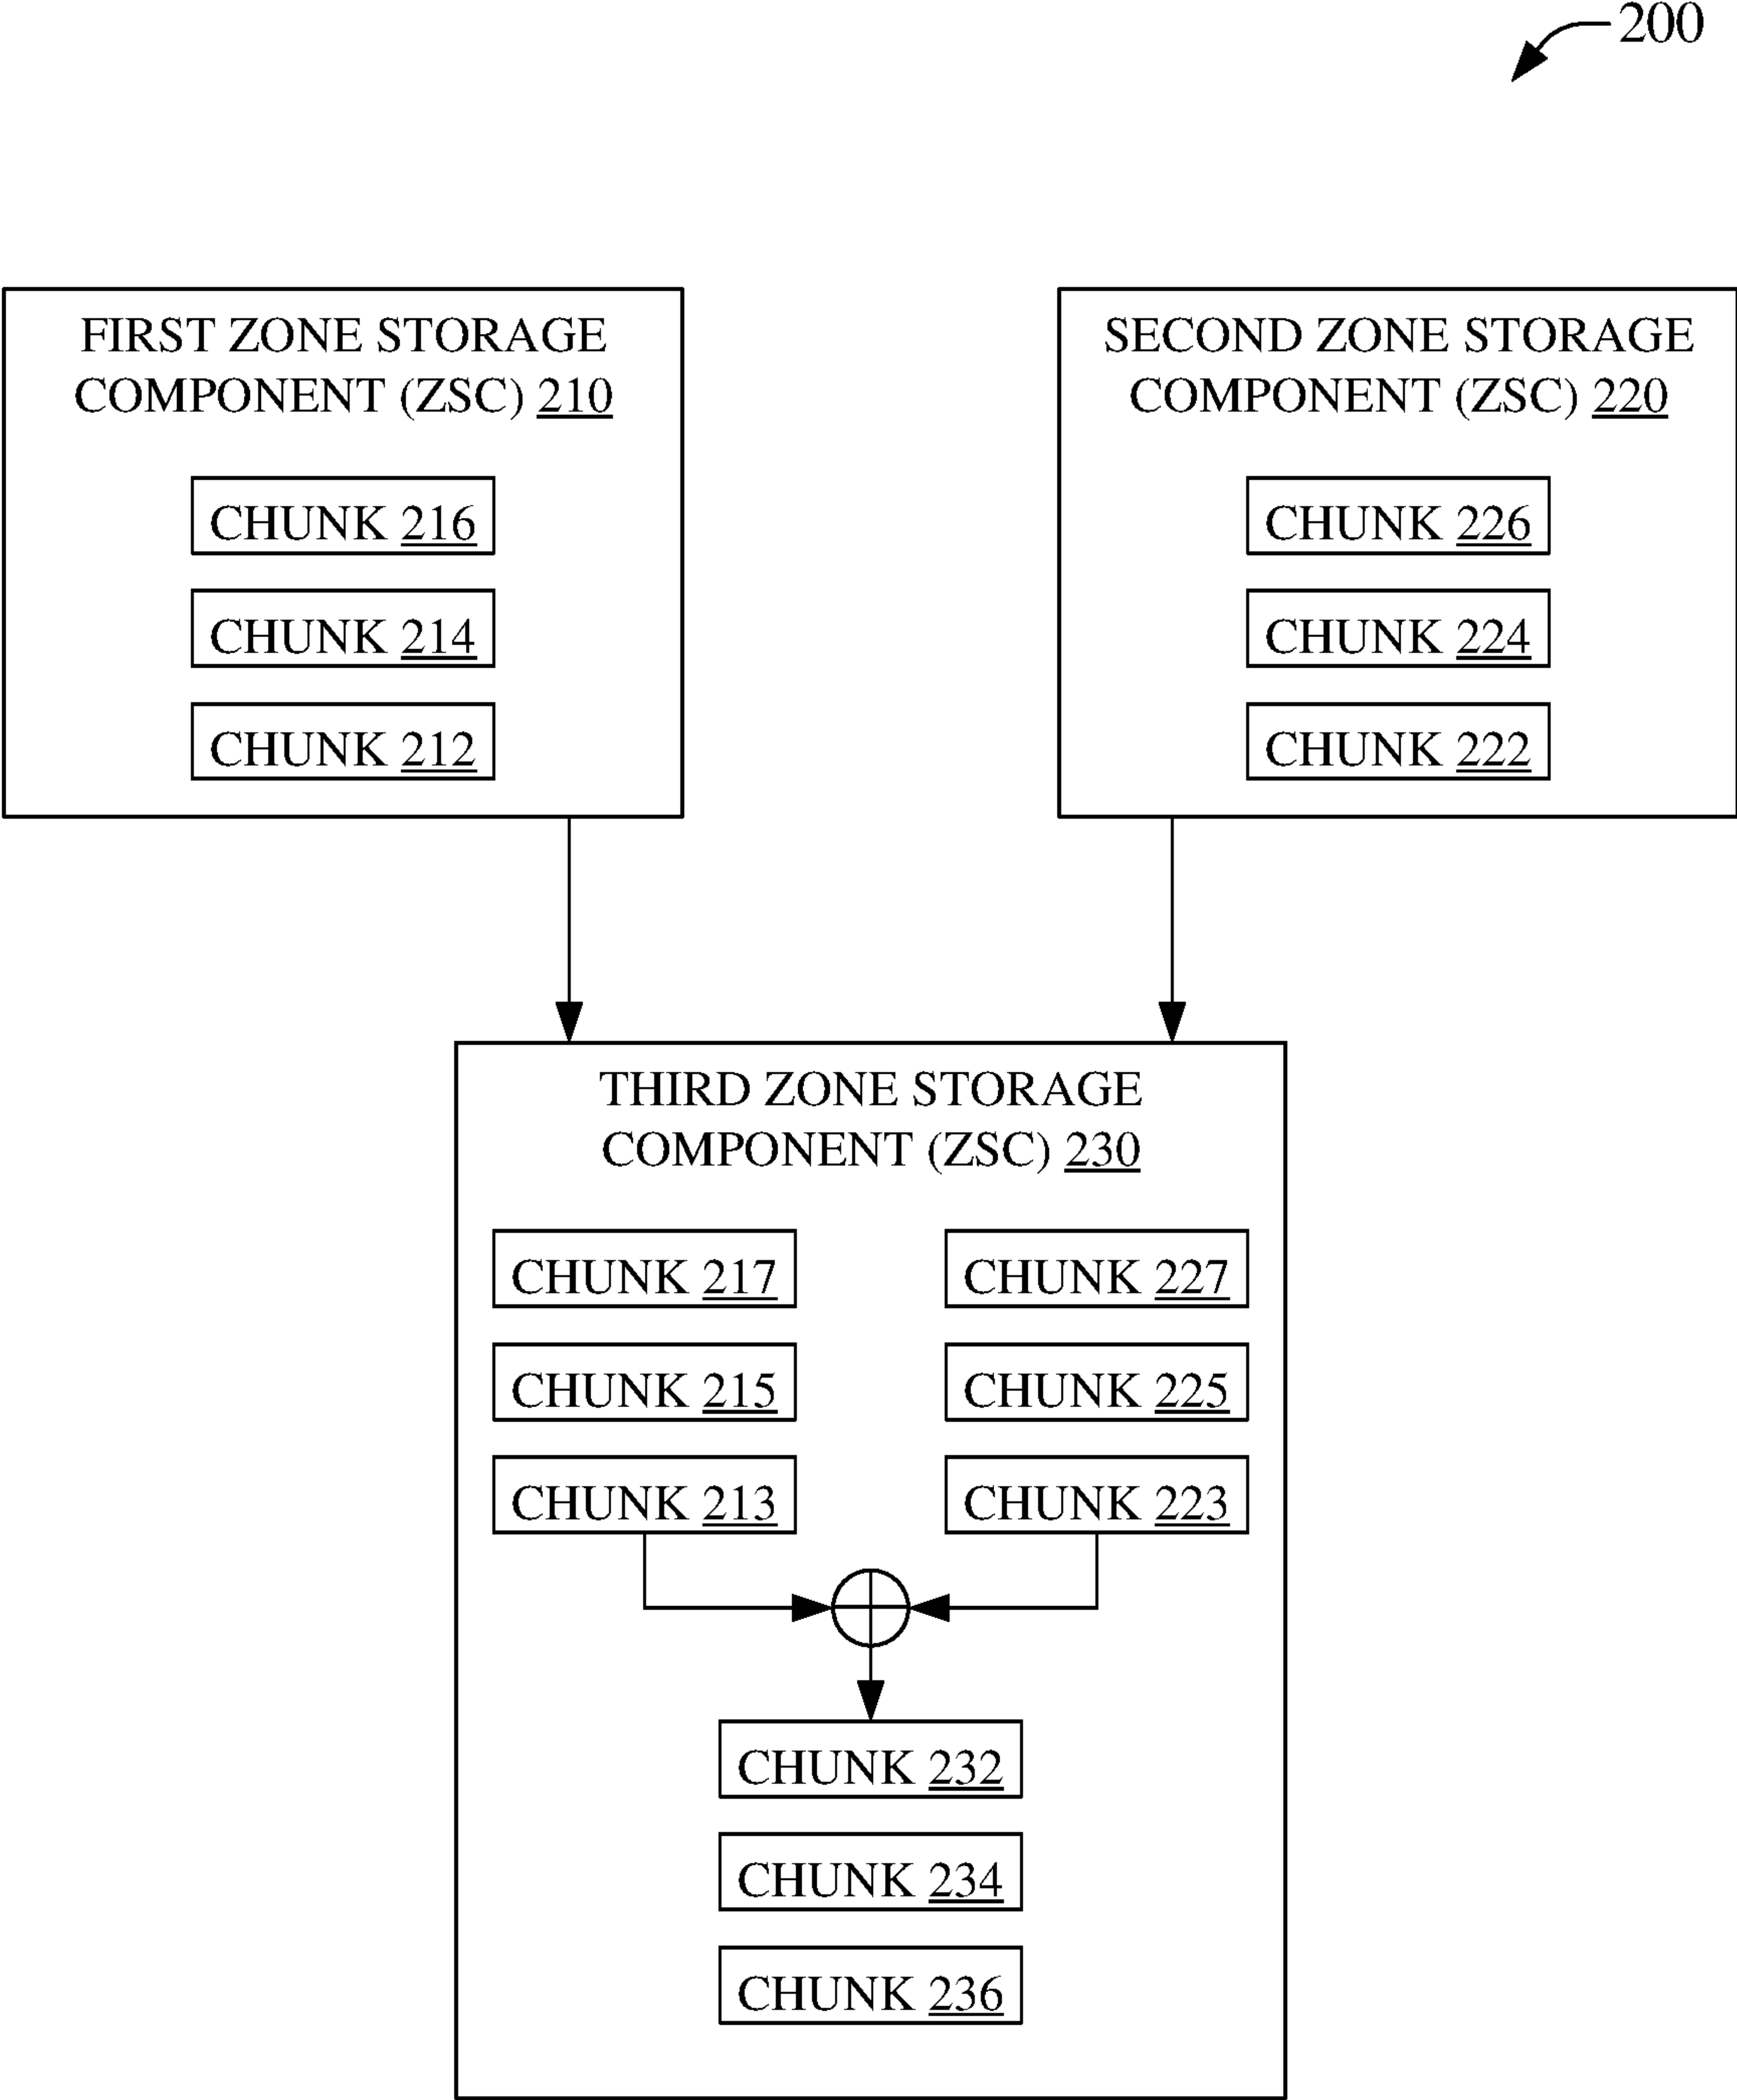 200
FIRST ZONE STORAGE
COMPONENT (ZSC) 210
CHUNK 216
CHUNK 214
CHUNK 212
SECOND ZONE STORAGE
COMPONENT (ZSC) 220
CHUNK 226
CHUNK 224
CHUNK 222
THIRD ZONE STORAGE
COMPONENT (ZSC) 230
CHUNK 217
CHUNK 227
CHUNK 215
CHUNK 225
CHUNK 213
CHUNK 223
CHUNK 232
CHUNK 234
CHUNK 236